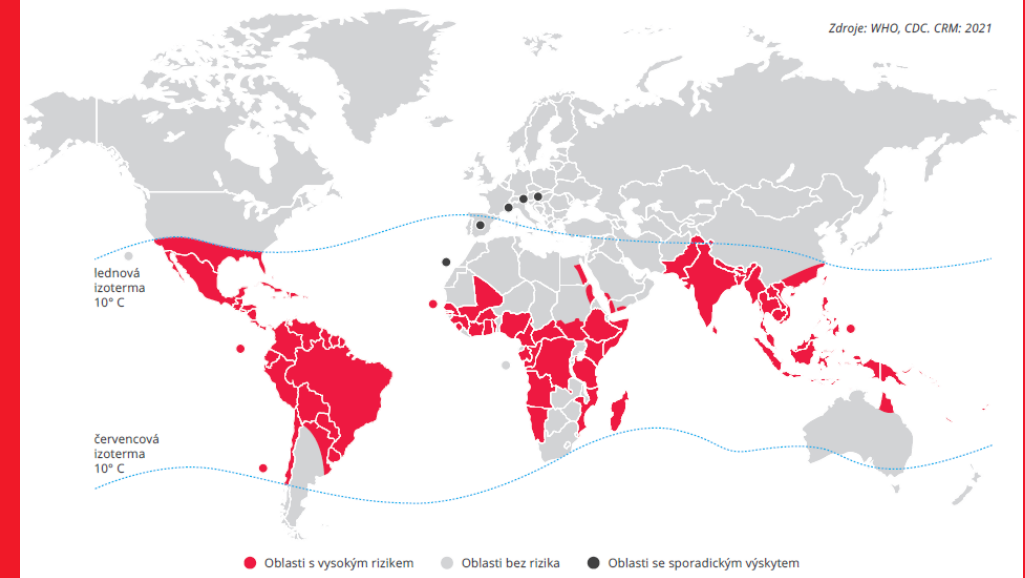 Zdroje: WHO, CDC. CRM: 2021
lednová
izoterma
10° C
červencová
izoterma
10° C
Oblasti s vysokým rizikem
Oblasti bez rizika
Oblasti se sporadickým výskytem